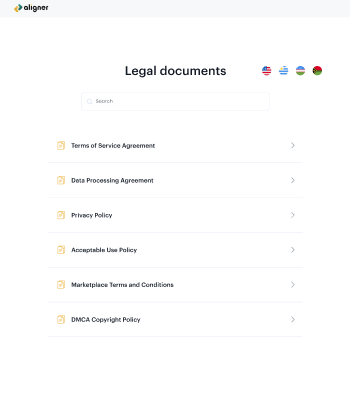 aligner
Legal documents
Search
Terms of Service Agreement
Data Processing Agreement
Privacy Policy
Acceptable Use Policy
Marketplace Terms and Conditions
DMCA Copyright Policy